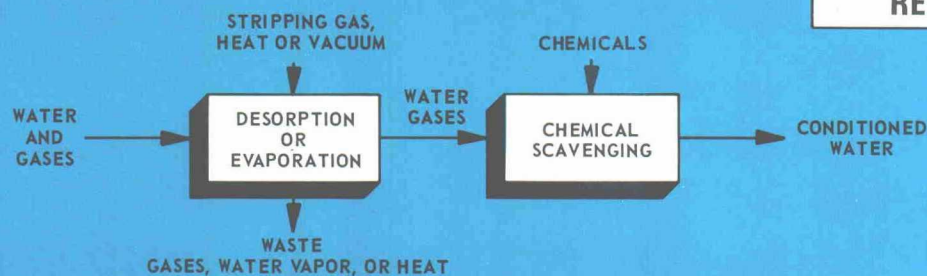 RE
STRIPPING GAS,
HEAT OR VACUUM
CHEMICALS
WATER
AND
GASES
DESORPTION
OR
EVAPORATION
WATER
GASES
CHEMICAL
SCAVENGING
CONDITIONED
WATER
WASTE
GASES, WATER VAPOR, OR HEAT